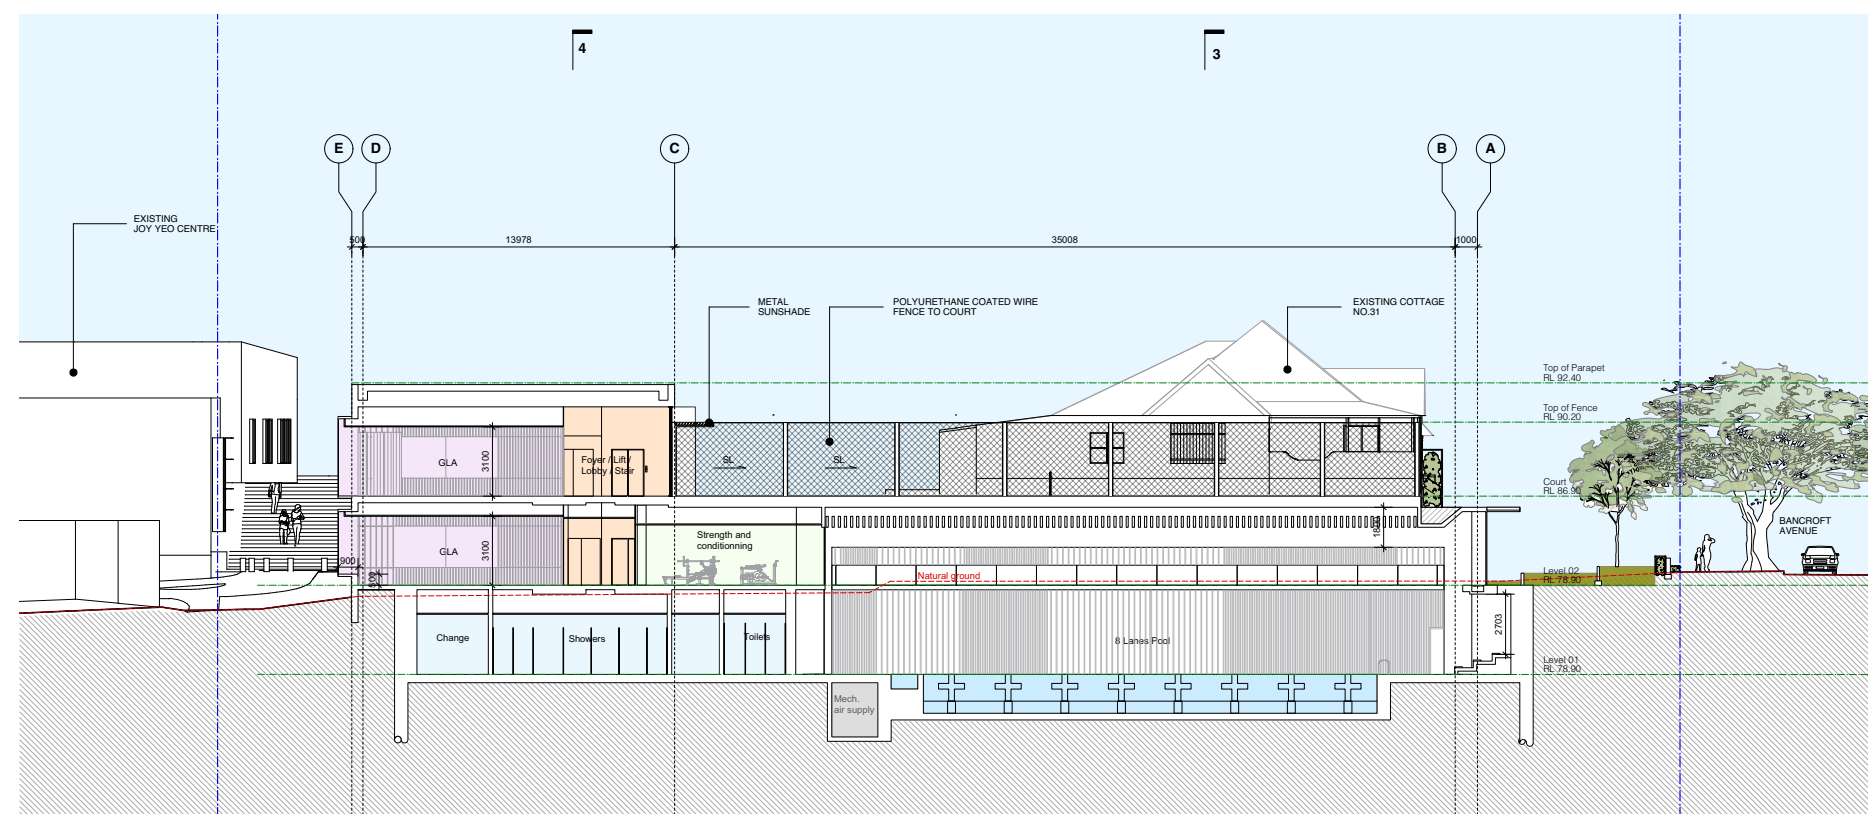 4
3
E
D
C
B
A
EXISTING
JOY YEO CENTRE
500
13978
35008
1000
METAL
SUNSHADE
POLYURETHANE COATED WIRE
FENCE TO COURT
EXISTING COTTAGE
NO.31
Top of Parapet
RL 92.40
Top of Fence
RL 90.20
GLA
3100
Foyer / Lift /
Lobby / Stair
SL
SL
Court
RL 86.90
BANCROFT
AVENUE
GLA
3100
900
500
Strength and
conditionning
1800
Natural ground
Level 02
RL 78.90
Change
Showers
Toilets
8 Lanes Pool
2703
Level 01
RL 78.90
Mech.
air supply